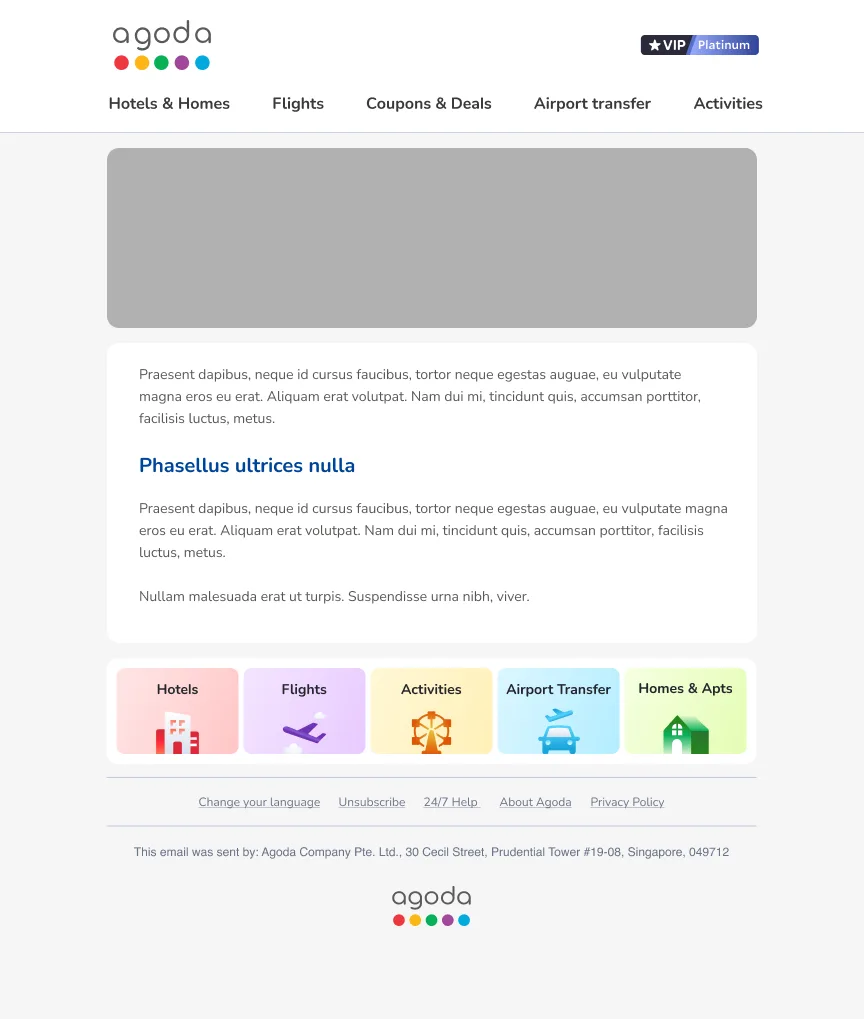 agoda
VIP Platinum
Hotels & Homes Flights Coupons & Deals Airport transfer Activities
Praesent dapibus, neque id cursus faucibus, tortor neque egestas auguae, eu vulputate
magna eros eu erat. Aliquam erat volutpat. Nam dui mi, tincidunt quis, accumsan porttitor,
facilisis luctus, metus.
Phasellus ultrices nulla
Praesent dapibus, neque id cursus faucibus, tortor neque egestas auguae, eu vulputate magna
eros eu erat. Aliquam erat volutpat. Nam dui mi, tincidunt quis, accumsan porttitor, facilisis
luctus, metus.
Nullam malesuada erat ut turpis. Suspendisse urna nibh, viver.
Hotels Flights Activities Airport Transfer Homes & Apts
Change your language Unsubscribe 24/7 Help About Agoda Privacy Policy
This email was sent by: Agoda Company Pte. Ltd., 30 Cecil Street, Prudential Tower #19-08, Singapore, 049712
agoda